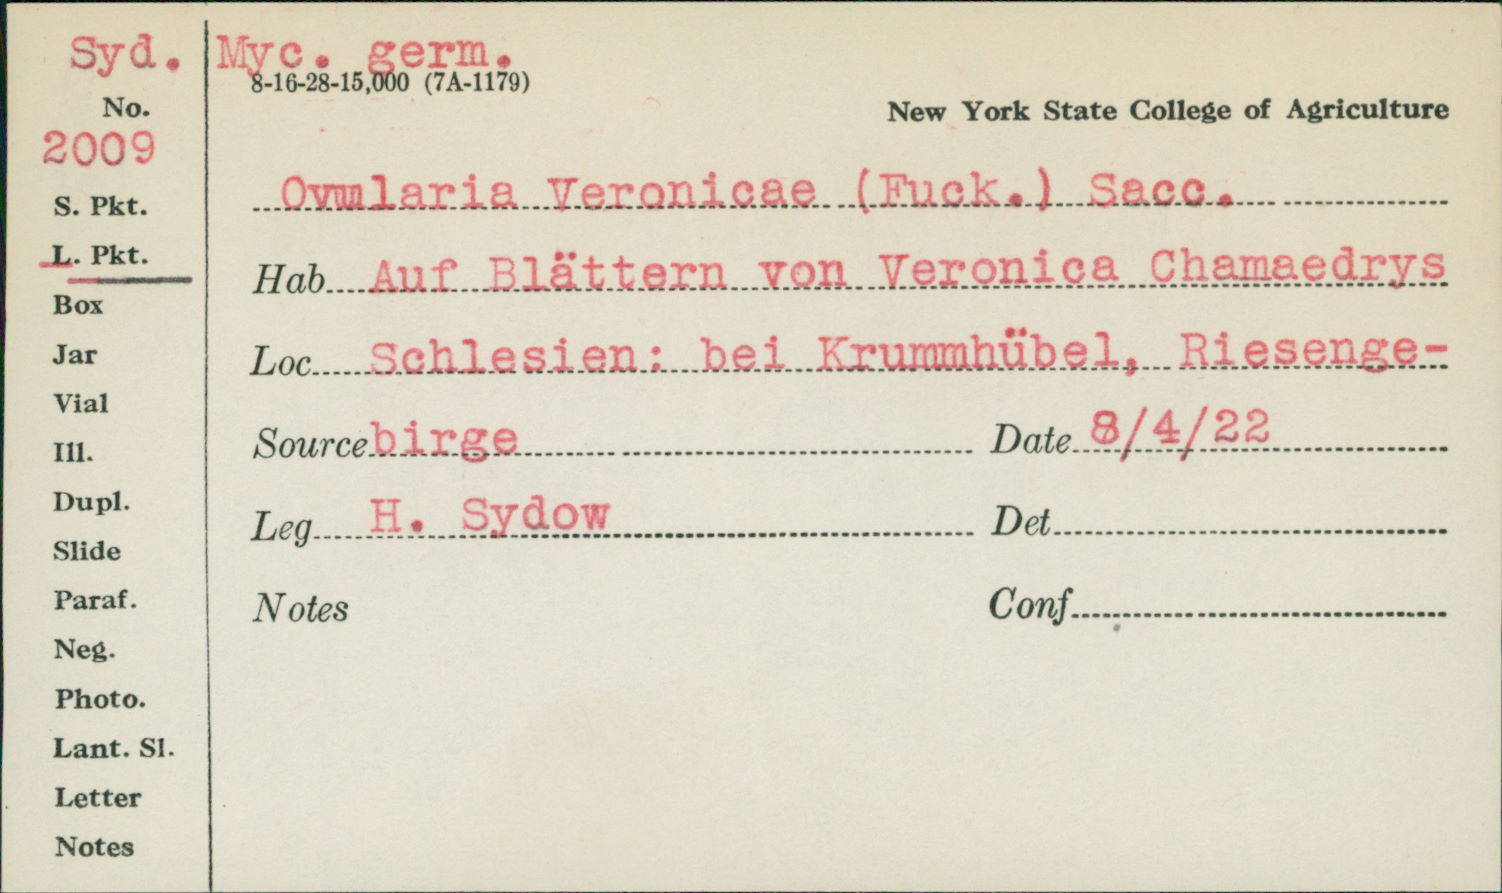 Syd. Myc. germ.
8-16-28-15,000 (7A-1179)
No.
New York State College of Agriculture
2009
Ovularia Veronicae (Fuck.) Sacc.
S. Pkt.
L. Pkt.
Hab Auf Blättern von Veronica Chamaedrys
Box
Jar
Loc Schlesien: bei Krummhübel, Riesenge-
Vial
Source birge Date 8/4/22
Ill.
Dupl.
Leg H. Sydow Det
Slide
Paraf.
Notes Conf
Neg.
Photo.
Lant. Sl.
Letter
Notes